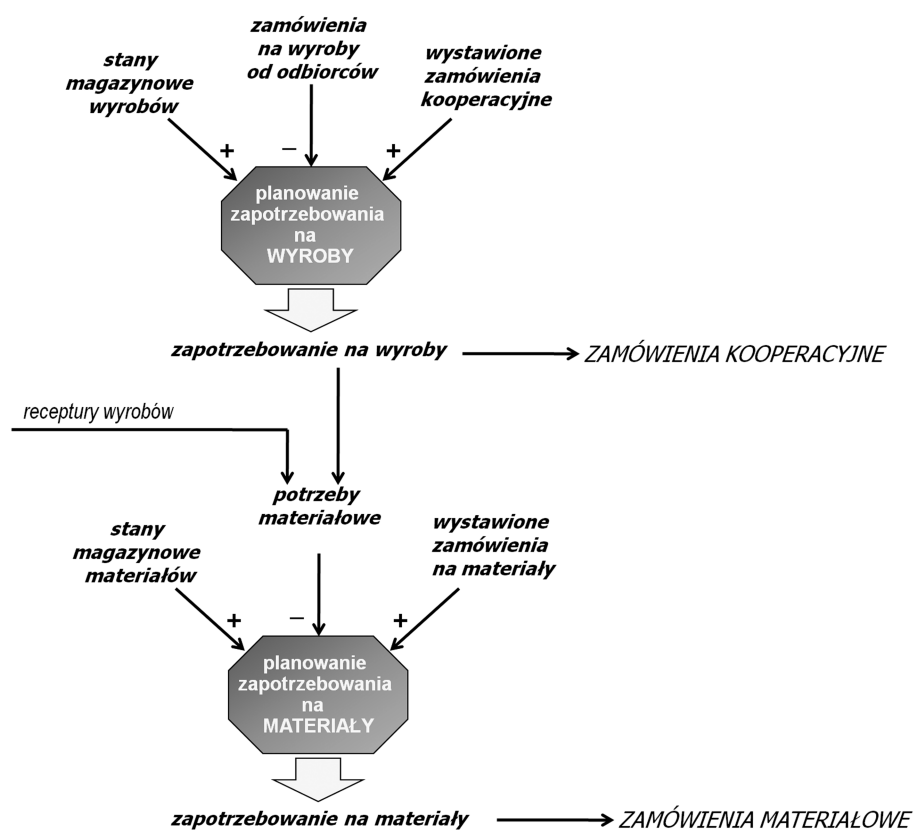 zamówienia
na wyroby
od odbiorców
stany
magazynowe
wyrobów
wystawione
zamówienia
kooperacyjne
+
–
+
planowanie
zapotrzebowania
na
WYROBY
zapotrzebowanie na wyroby
ZAMÓWIENIA KOOPERACYJNE
receptury wyrobów
potrzeby
materiałowe
stany
magazynowe
materiałów
wystawione
zamówienia
na materiały
+
–
+
planowanie
zapotrzebowania
na
MATERIAŁY
zapotrzebowanie na materiały
ZAMÓWIENIA MATERIAŁOWE